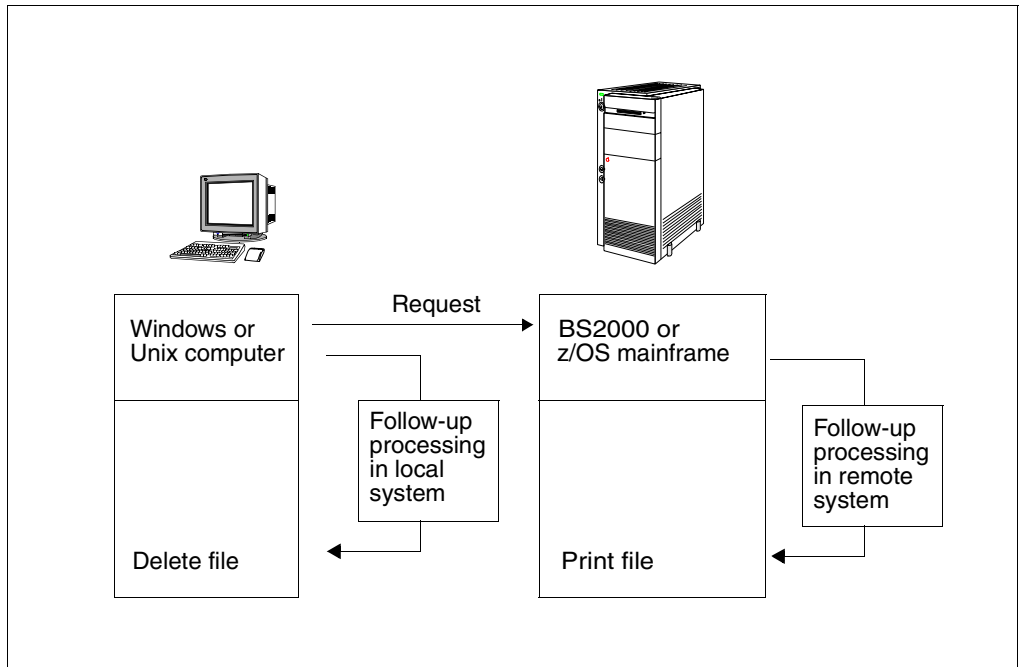 Request
Windows or
Unix computer
BS2000 or
z/OS mainframe
Follow-up
processing
in local
system
Follow-up
processing
in remote
system
Delete file
Print file